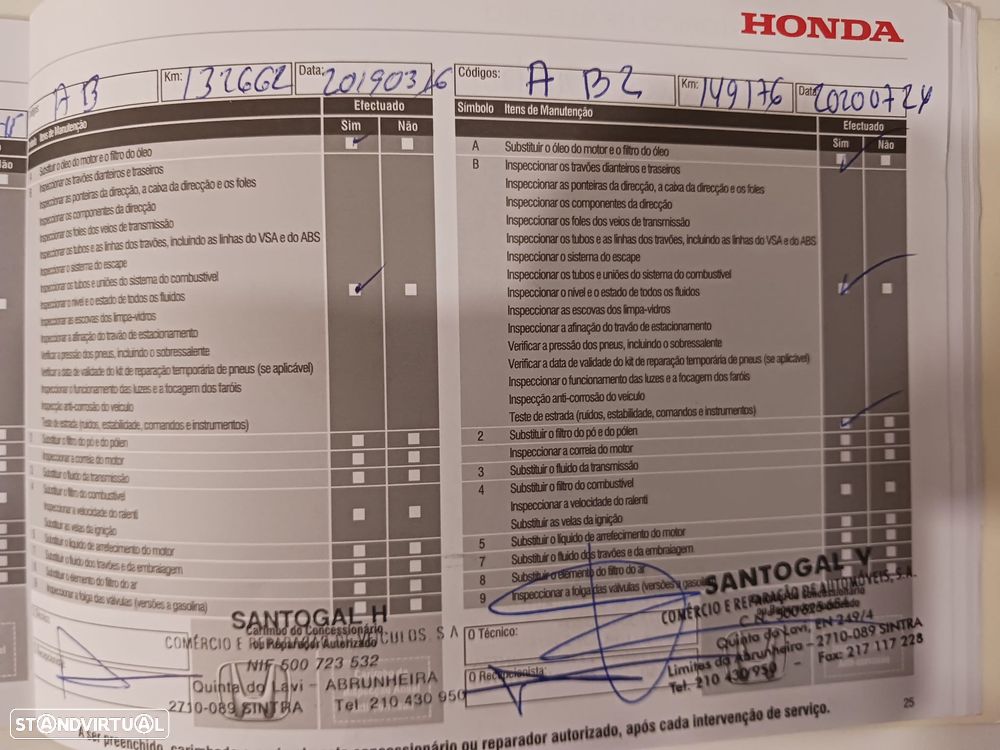 HONDA
A B
Km: 132662
Data: 20190316
Efectuado
Itens de Manutenção
Sim Não
Substituir o óleo do motor e o filtro do óleo
Inspeccionar os travões dianteiros e traseiros
Inspeccionar as ponteiras da direcção, a caixa da direcção e os foles
Inspeccionar os componentes da direcção
Inspeccionar os foles dos veios de transmissão
Inspeccionar os tubos e as linhas dos travões, incluindo as linhas do VSA e do ABS
Inspeccionar o sistema do escape
Inspeccionar os tubos e uniões do sistema do combustível
Inspeccionar o nível e o estado de todos os fluidos
Inspeccionar as escovas dos limpa-vidros
Inspeccionar a afinação do travão de estacionamento
Verificar a pressão dos pneus, incluindo o sobressalente
Verificar a data de validade do kit de reparação temporária de pneus (se aplicável)
Inspeccionar o funcionamento das luzes e a focagem dos faróis
Inspecção anti-corrosão do veículo
Teste de estrada (ruídos, estabilidade, comandos e instrumentos)
Substituir o filtro do pó e do pólen
Inspeccionar a correia do motor
Substituir o fluido da transmissão
Substituir o filtro do combustível
Inspeccionar a velocidade do ralenti
Substituir as velas da ignição
Substituir o líquido de arrefecimento do motor
Substituir o fluido dos travões e da embraiagem
Substituir o elemento do filtro do ar
Inspeccionar a folga das válvulas (versões a gasolina)
SANTOGAL H
Carimbo do Concessionário
ou Reparador Autorizado
COMÉRCIO E VEÍCULOS, S.A
NIF 500 723 532
Quinta do Lavi - ABRUNHEIRA
2710-089 SINTRA Tel 210 430 950
Códigos: A B2
Km: 149176
Data: 20200724
Símbolo Itens de Manutenção
Efectuado
Sim Não
A Substituir o óleo do motor e o filtro do óleo
B Inspeccionar os travões dianteiros e traseiros
Inspeccionar as ponteiras da direcção, a caixa da direcção e os foles
Inspeccionar os componentes da direcção
Inspeccionar os foles dos veios de transmissão
Inspeccionar os tubos e as linhas dos travões, incluindo as linhas do VSA e do ABS
Inspeccionar o sistema do escape
Inspeccionar os tubos e uniões do sistema do combustível
Inspeccionar o nível e o estado de todos os fluidos
Inspeccionar as escovas dos limpa-vidros
Inspeccionar a afinação do travão de estacionamento
Verificar a pressão dos pneus, incluindo o sobressalente
Verificar a data de validade do kit de reparação temporária de pneus (se aplicável)
Inspeccionar o funcionamento das luzes e a focagem dos faróis
Inspecção anti-corrosão do veículo
Teste de estrada (ruídos, estabilidade, comandos e instrumentos)
2 Substituir o filtro do pó e do pólen
Inspeccionar a correia do motor
3 Substituir o fluido da transmissão
4 Substituir o filtro do combustível
Inspeccionar a velocidade do ralenti
Substituir as velas da ignição
5 Substituir o líquido de arrefecimento do motor
7 Substituir o fluido dos travões e da embraiagem
8 Substituir o elemento do filtro do ar
9 Inspeccionar a folga das válvulas (versões a gasolina)
SANTOGAL V
COMÉRCIO E REPARAÇÃO DE AUTOMÓVEIS, S.A.
Quinta do Lavi, EN 249/4
Limites da Abrunheira - 2710-089 SINTRA
Tel. 210 430 950 - Fax: 217 117 228
O Técnico:
O Recepcionista:
25
A ser preenchido, carimbado concessionário ou reparador autorizado, após cada intervenção de serviço.
STANDVIRTUAL